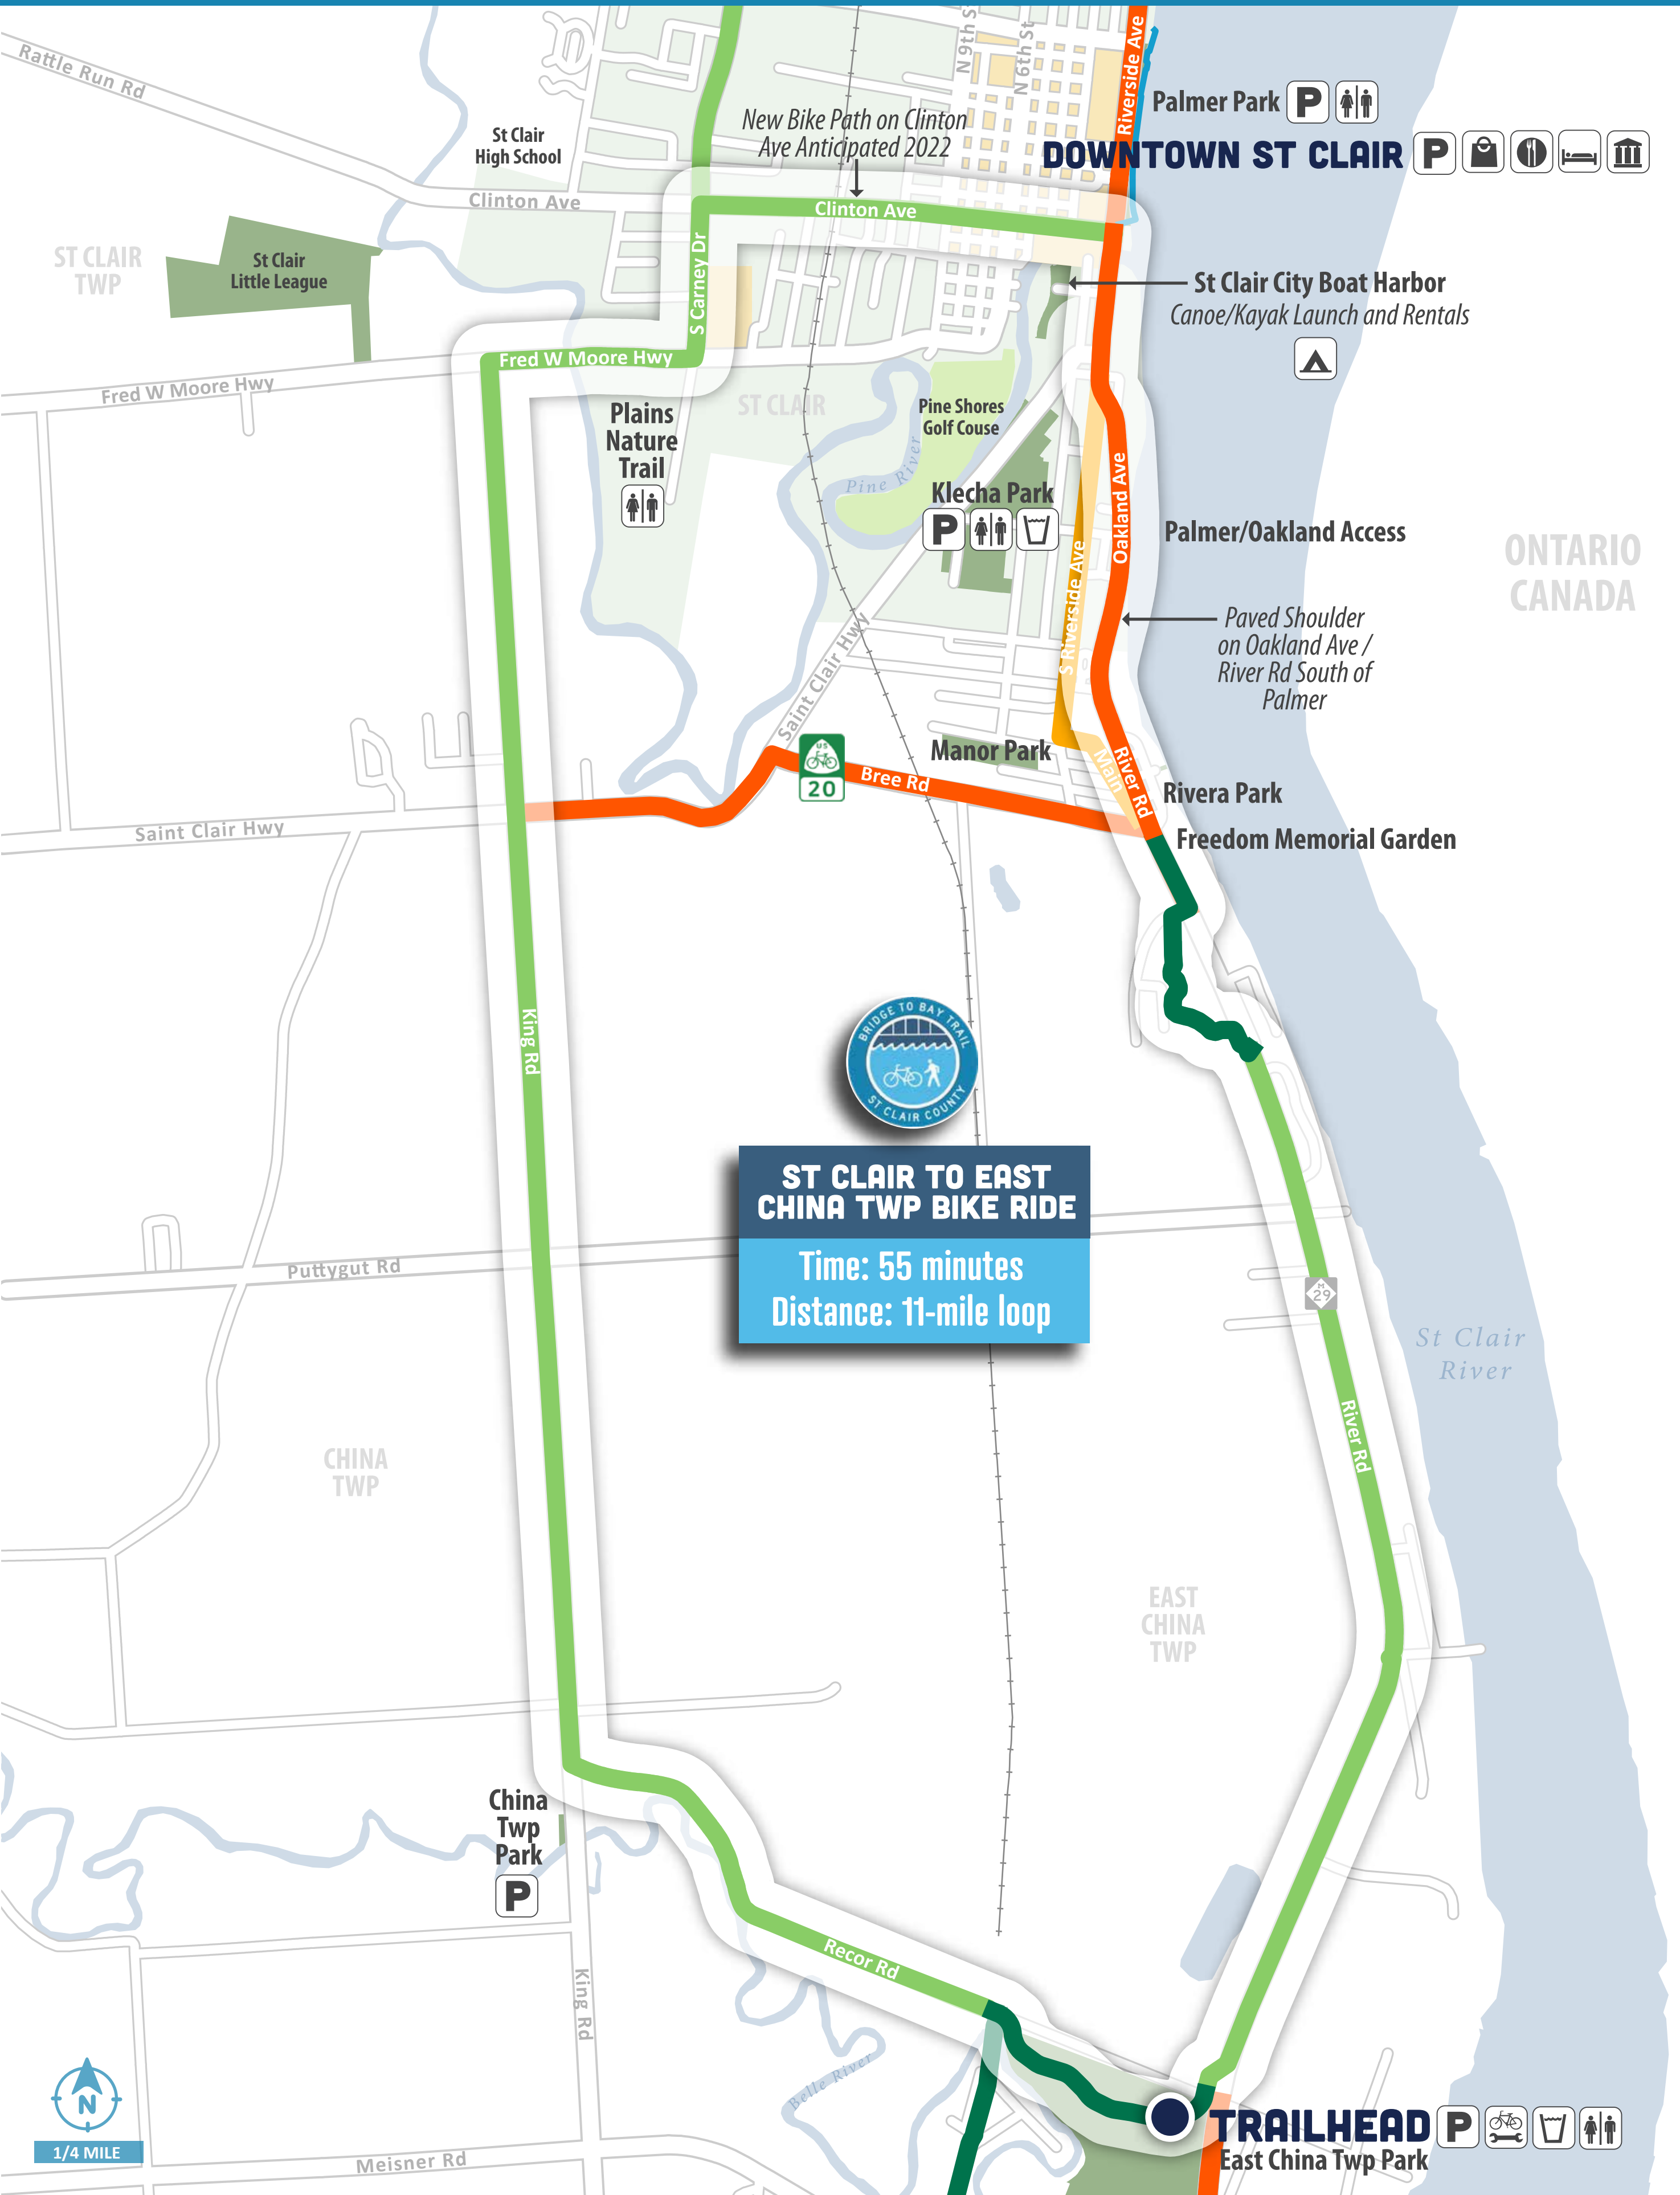 Rattle Run Rd
N 9th S
N 6th St
Riverside Ave
Palmer Park
P
New Bike Path on Clinton
Ave Anticipated 2022
St Clair
High School
DOWNTOWN ST CLAIR
P
Clinton Ave
Clinton Ave
ST CLAIR
TWP
St Clair
Little League
S Carney Dr
St Clair City Boat Harbor
Canoe/Kayak Launch and Rentals
Fred W Moore Hwy
Fred W Moore Hwy
Plains
Nature
Trail
ST CLAIR
Pine Shores
Golf Couse
Pine River
Klecha Park
P
Oakland Ave
Palmer/Oakland Access
ONTARIO
CANADA
S Riverside Ave
Paved Shoulder
on Oakland Ave /
River Rd South of
Palmer
Saint Clair Hwy
US
20
Bree Rd
Manor Park
Main
River Rd
Rivera Park
Saint Clair Hwy
Freedom Memorial Garden
King Rd
BRIDGE TO BAY TRAIL
ST CLAIR COUNTY
ST CLAIR TO EAST
CHINA TWP BIKE RIDE
Time: 55 minutes
Distance: 11-mile loop
Puttygut Rd
M
29
St Clair
River
River Rd
CHINA
TWP
EAST
CHINA
TWP
China
Twp
Park
P
Recor Rd
King Rd
Belle River
N
1/4 MILE
Meisner Rd
TRAILHEAD
P
East China Twp Park